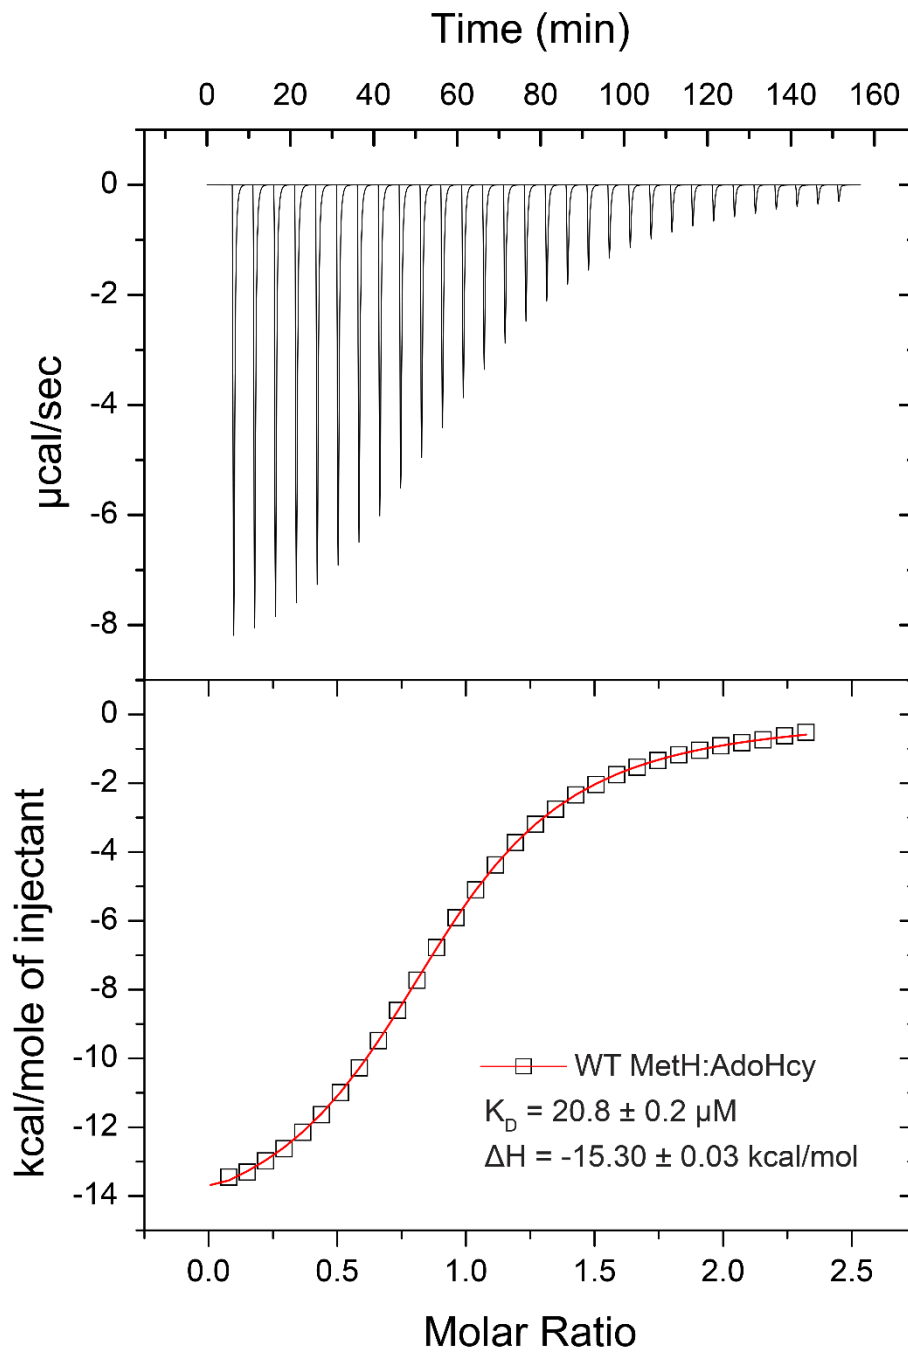 Time (min)
0 20 40 60 80 100 120 140 160
0
-2
-4
-6
-8
µcal/sec
0
-2
-4
-6
-8
-10
-12
-14
kcal/mole of injectant
WT MetH:AdoHcy
K_D = 20.8 ± 0.2 µM
ΔH = -15.30 ± 0.03 kcal/mol
0.0 0.5 1.0 1.5 2.0 2.5
Molar Ratio